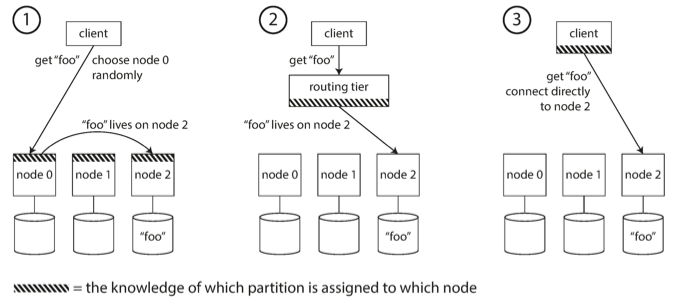 1
client
get “foo”
choose node 0
randomly
“foo” lives on node 2
node 0
node 1
node 2
“foo”
2
client
get “foo”
routing tier
“foo” lives on node 2
node 0
node 1
node 2
“foo”
3
client
get “foo”
connect directly
to node 2
node 0
node 1
node 2
“foo”
= the knowledge of which partition is assigned to which node